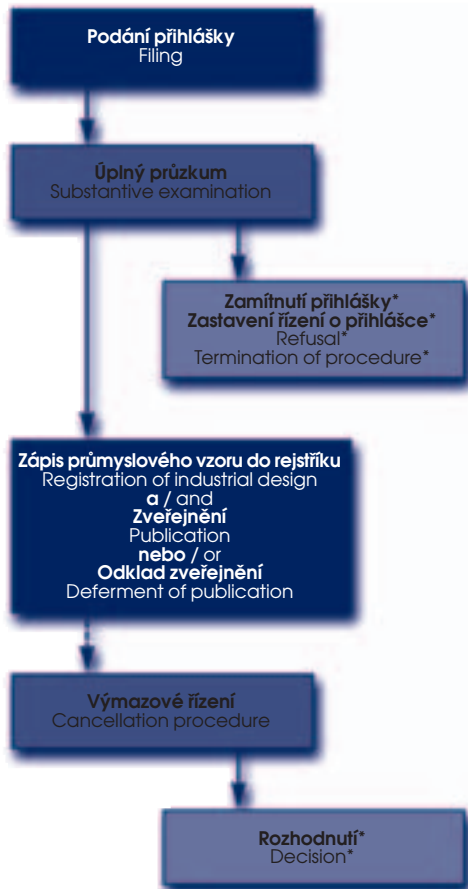 Podání přihlášky
Filing
Úplný průzkum
Substantive examination
Zamítnutí přihlášky*
Zastavení řízení o přihlášce*
Refusal*
Termination of procedure*
Zápis průmyslového vzoru do rejstříku
Registration of industrial design
a / and
Zveřejnění
Publication
nebo / or
Odklad zveřejnění
Deferment of publication
Výmazové řízení
Cancellation procedure
Rozhodnutí*
Decision*